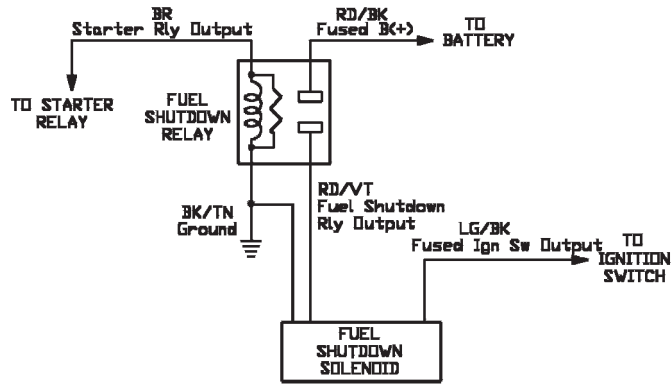 BR
Starter Rly Output
RD/BK
Fused B(+)
TO
BATTERY
TO STARTER
RELAY
FUEL
SHUTDOWN
RELAY
RD/VT
Fuel Shutdown
Rly Output
BK/TN
Ground
LG/BK
Fused Ign Sw Output
TO
IGNITION
SWITCH
FUEL
SHUTDOWN
SOLENOID